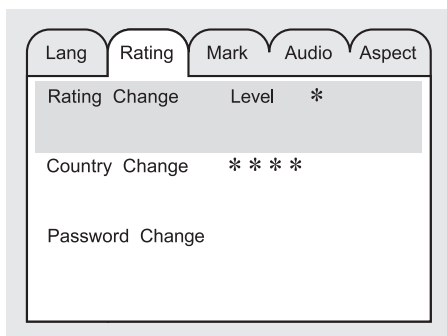 Lang Rating Mark Audio Aspect
Rating Change Level *
Country Change ****
Password Change